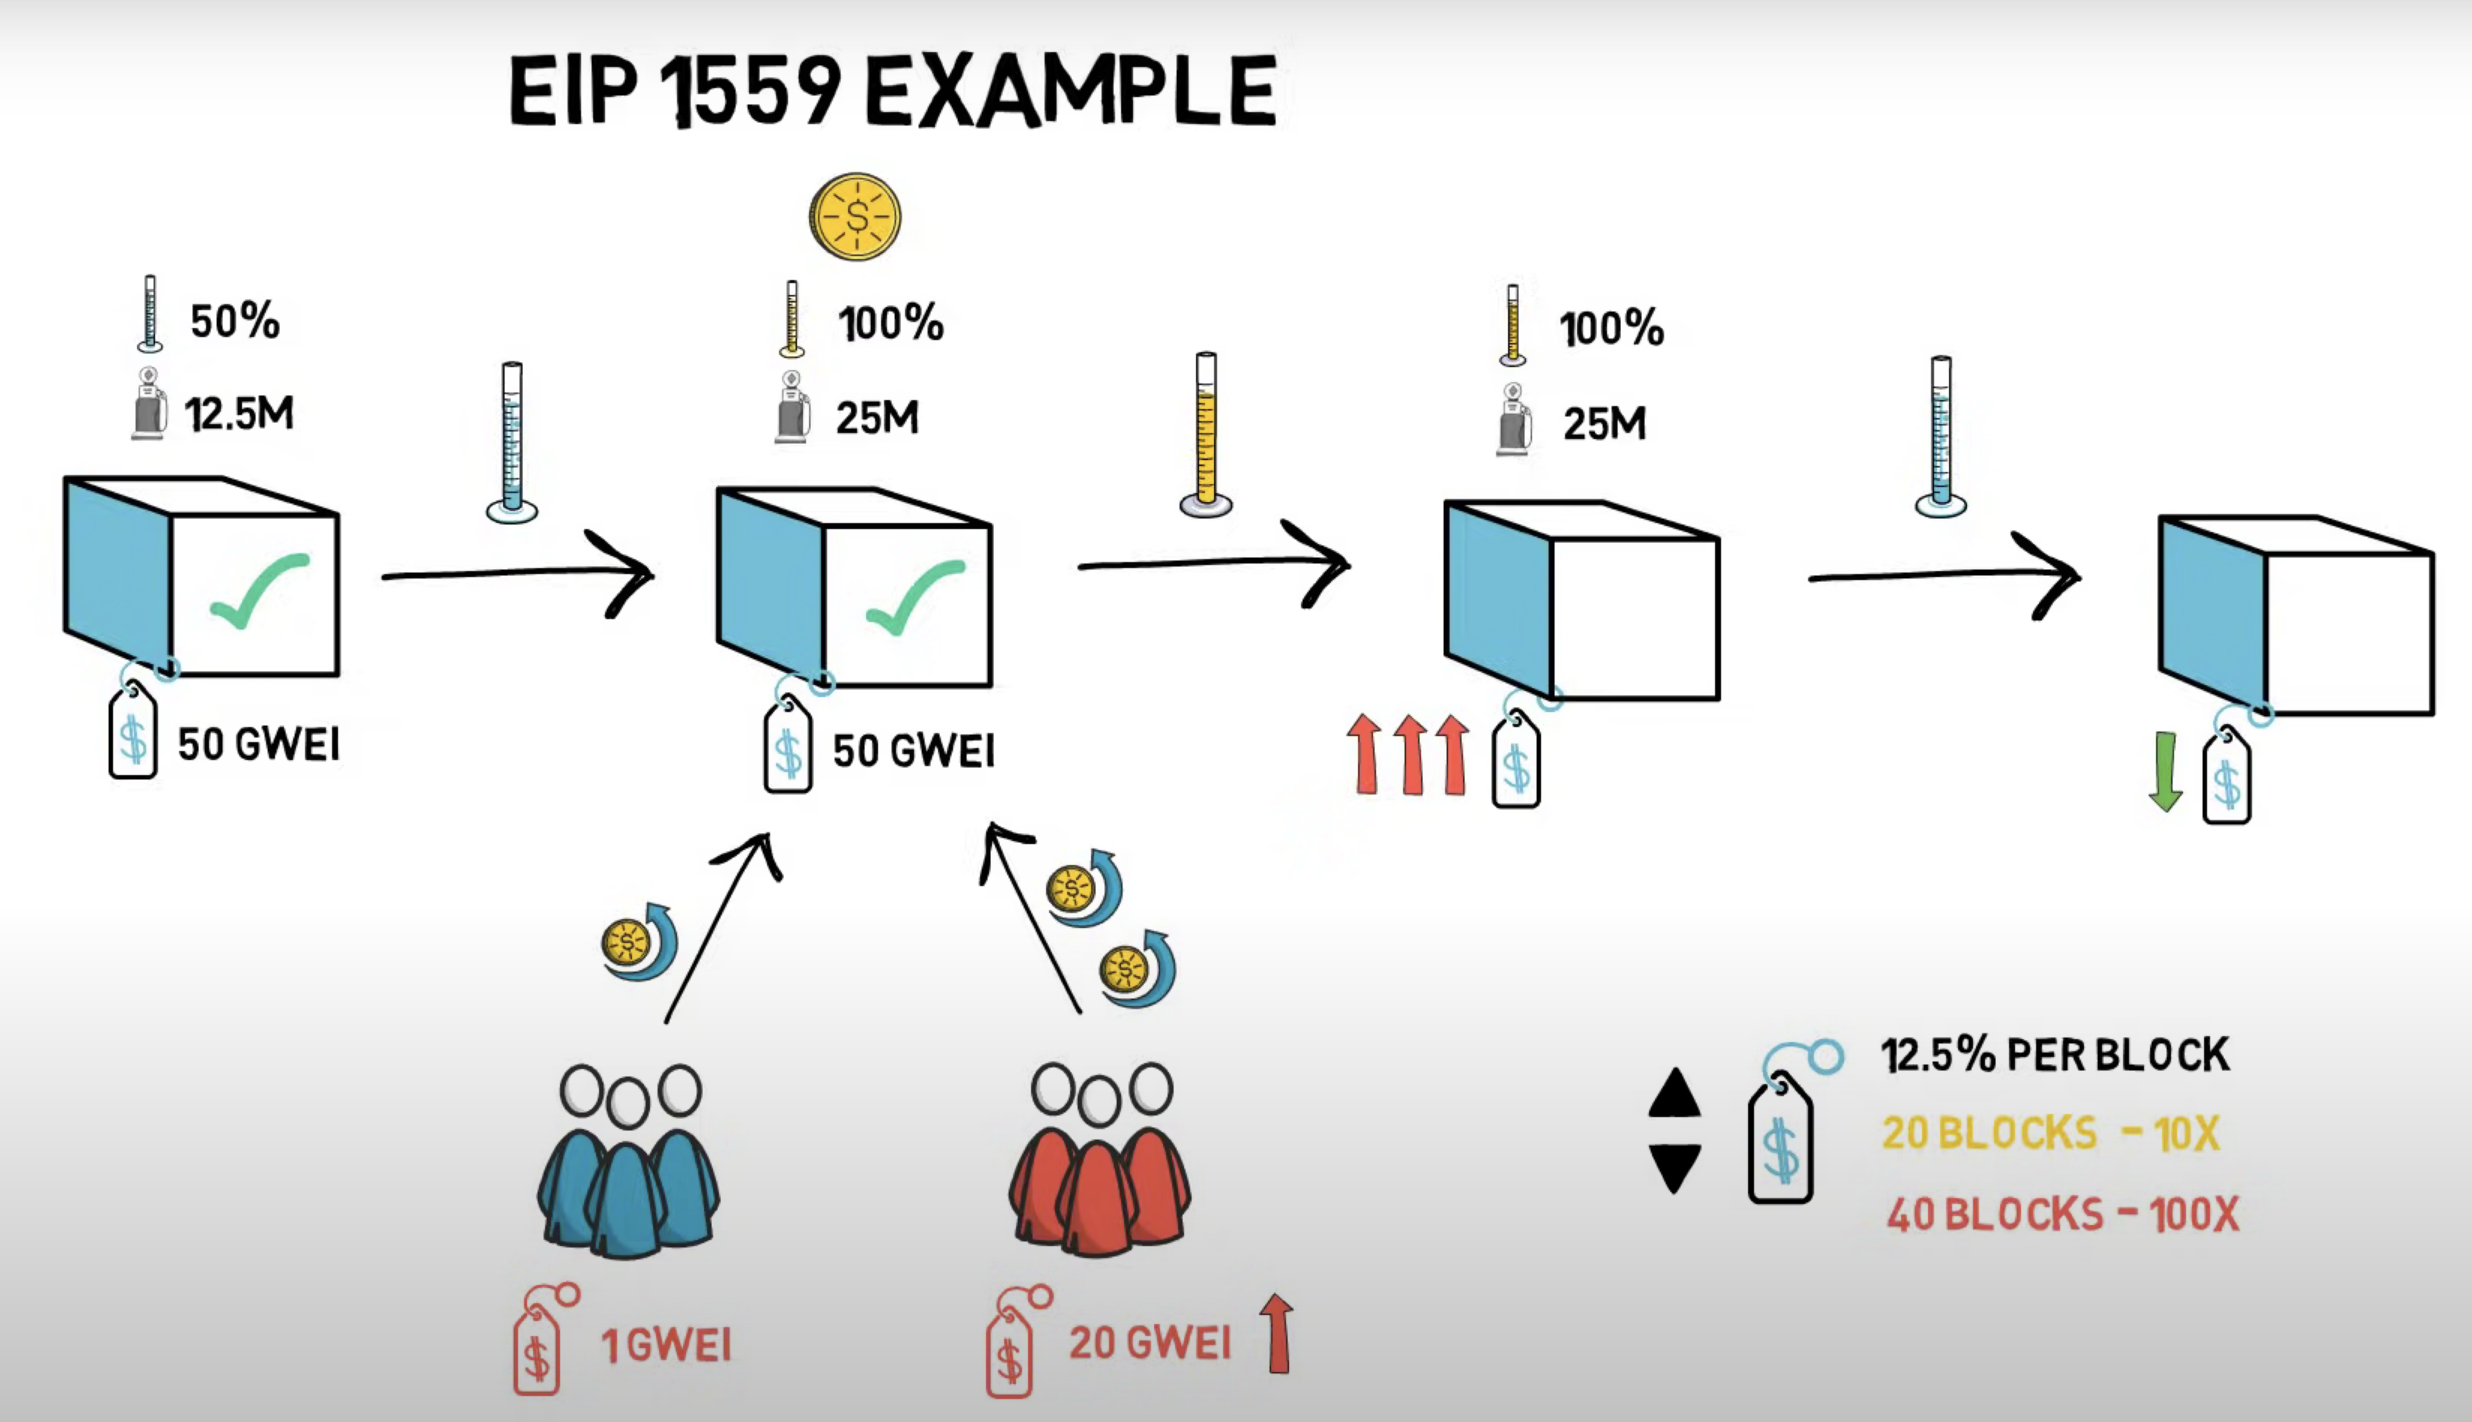 EIP 1559 EXAMPLE
50%
12.5M
50 GWEI
100%
25M
50 GWEI
100%
25M
1 GWEI
20 GWEI
12.5% PER BLOCK
20 BLOCKS - 10X
40 BLOCKS - 100X